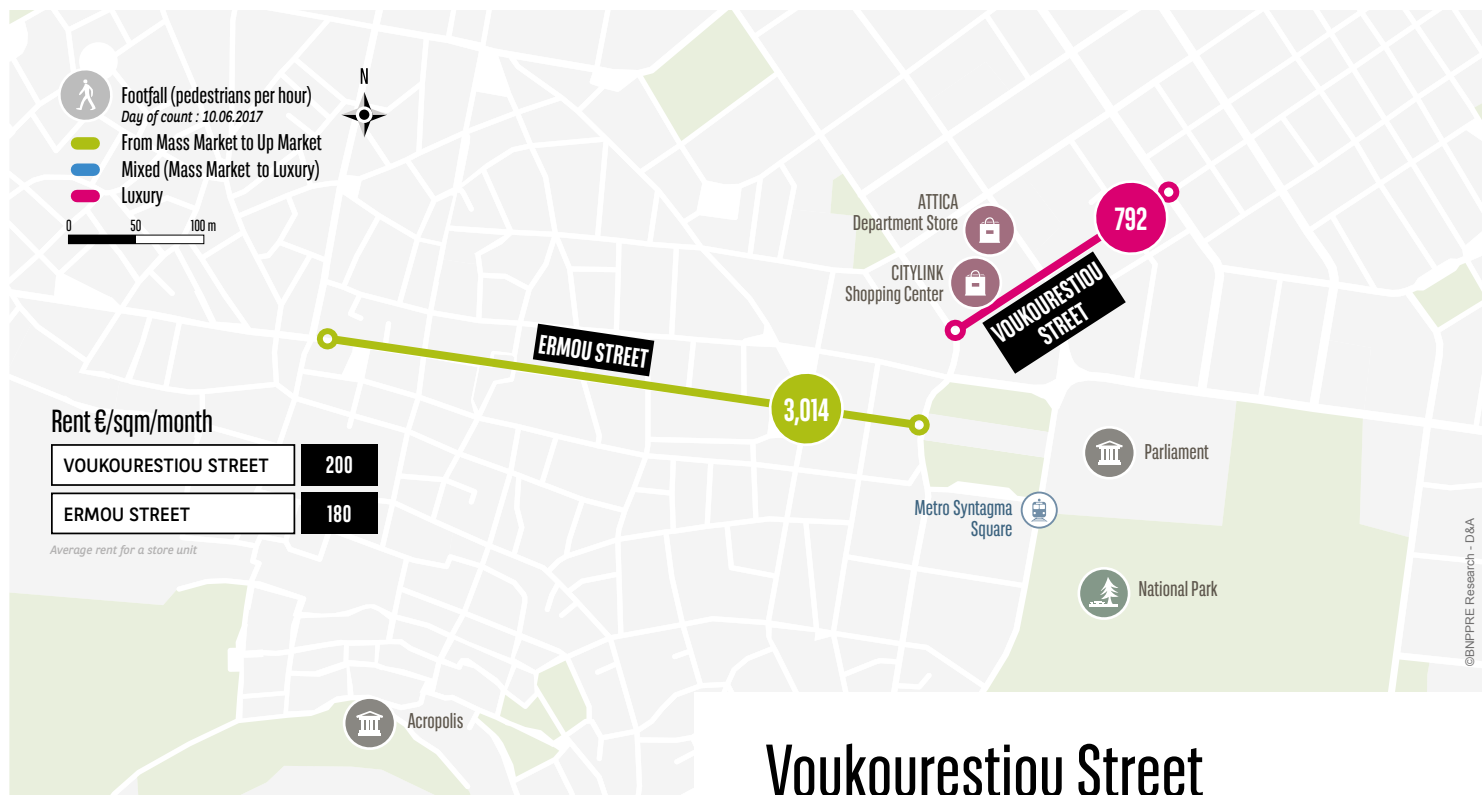 N
Footfall (pedestrians per hour)
Day of count : 10.06.2017
From Mass Market to Up Market
Mixed (Mass Market to Luxury)
Luxury
0 50 100 m
ATTICA
Department Store
CITYLINK
Shopping Center
792
VOUKOURESTIOU
STREET
ERMOU STREET
3,014
Rent €/sqm/month
VOUKOURESTIOU STREET 200
ERMOU STREET 180
Average rent for a store unit
Parliament
Metro Syntagma
Square
National Park
Acropolis
©BNPPRE Research - D&A
Voukourestiou Street